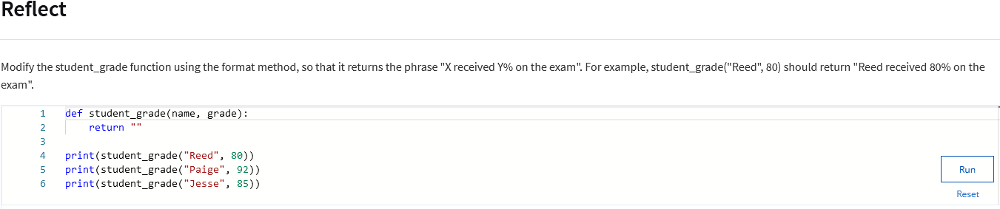 Reflect
Modify the student_grade function using the format method, so that it returns the phrase "X received Y% on the exam". For example, student_grade("Reed", 80) should return "Reed received 80% on the
exam".
1 def student_grade(name, grade):
2     return ""
3
4 print(student_grade("Reed", 80))
5 print(student_grade("Paige", 92))
6 print(student_grade("Jesse", 85))
Run
Reset